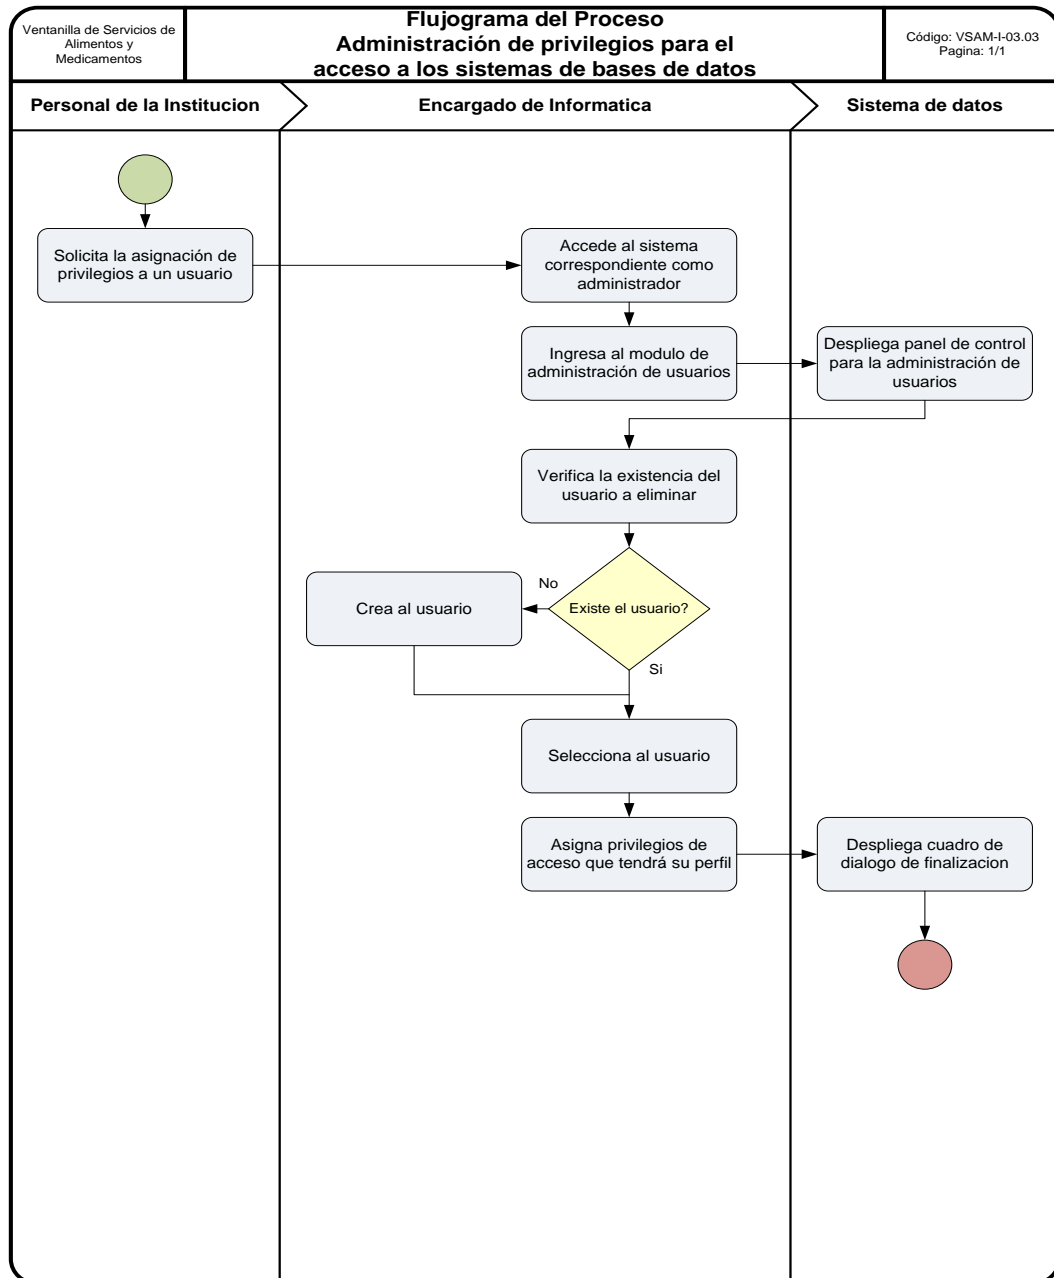 Ventanilla de Servicios de
Alimentos y
Medicamentos
Flujograma del Proceso
Administración de privilegios para el
acceso a los sistemas de bases de datos
Código: VSAM-I-03.03
Pagina: 1/1
Personal de la Institucion
Encargado de Informatica
Sistema de datos
Solicita la asignación de
privilegios a un usuario
Accede al sistema
correspondiente como
administrador
Ingresa al modulo de
administración de usuarios
Despliega panel de control
para la administración de
usuarios
Verifica la existencia del
usuario a eliminar
Existe el usuario?
No
Crea al usuario
Si
Selecciona al usuario
Asigna privilegios de
acceso que tendrá su perfil
Despliega cuadro de
dialogo de finalizacion